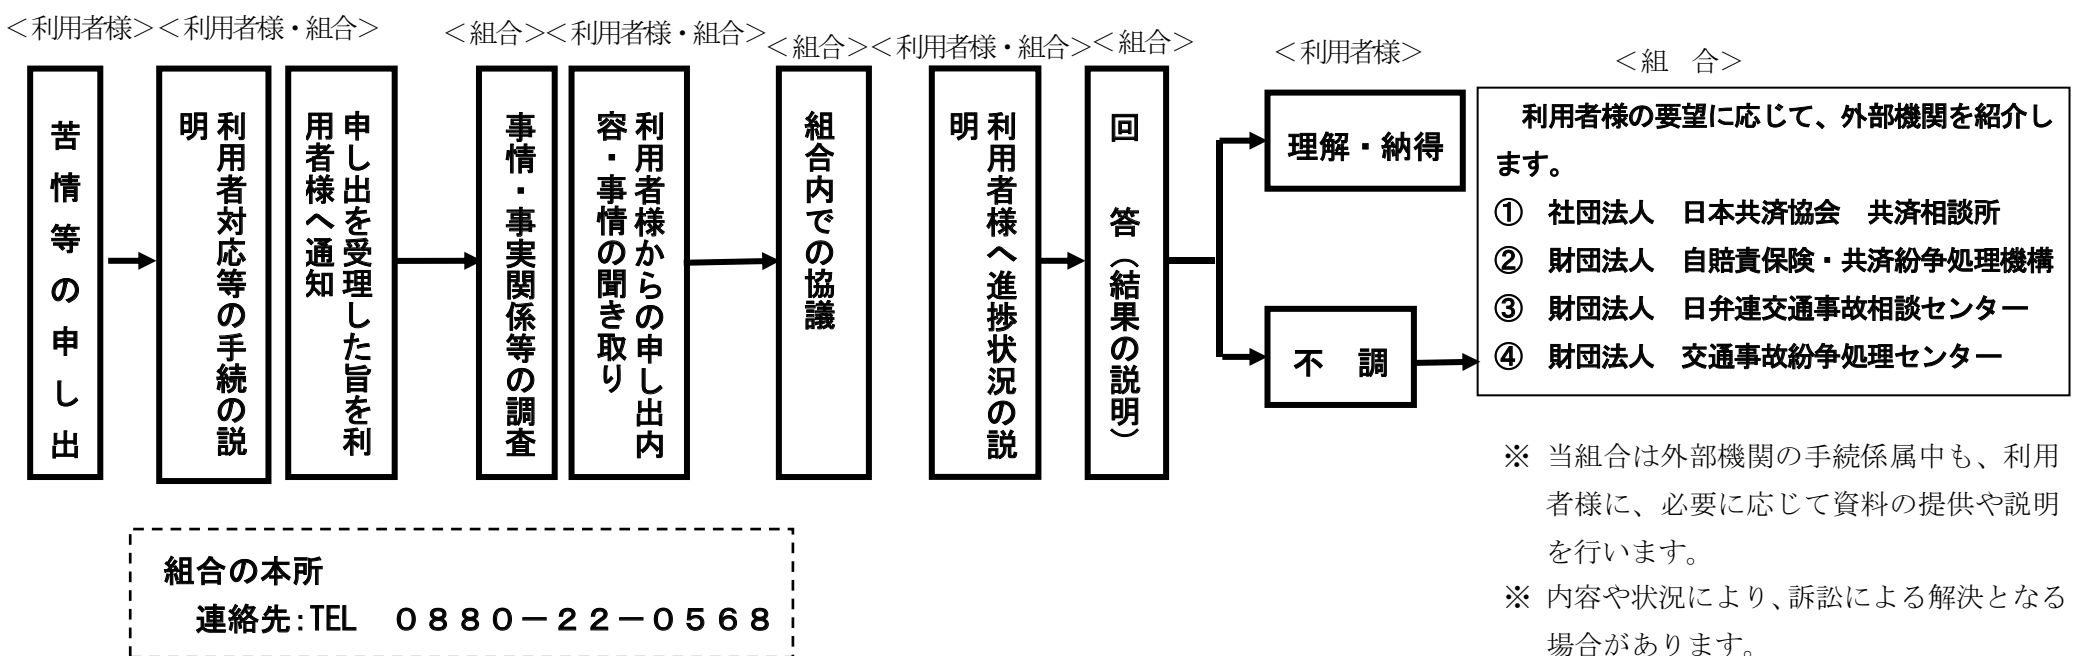 ＜利用者様＞＜利用者様・組合＞
＜組合＞＜利用者様・組合＞
＜組合＞＜利用者様・組合＞
＜組合＞
＜利用者様＞
＜組　合＞
苦情等の申し出
利用者対応等の手続の説
明
申し出を受理した旨を利
用者様へ通知
事情・事実関係等の調査
利用者様からの申し出内
容・事情の聞き取り
組合内での協議
利用者様へ進捗状況の説
明
回　答（結果の説明）
理解・納得
不　調
利用者様の要望に応じて、外部機関を紹介し
ます。
①　社団法人　日本共済協会　共済相談所
②　財団法人　自賠責保険・共済紛争処理機構
③　財団法人　日弁連交通事故相談センター
④　財団法人　交通事故紛争処理センター
※ 当組合は外部機関の手続係属中も、利用
者様に、必要に応じて資料の提供や説明
を行います。
※ 内容や状況により、訴訟による解決となる
場合があります。
組合の本所
連絡先：TEL　０８８０－２２－０５６８